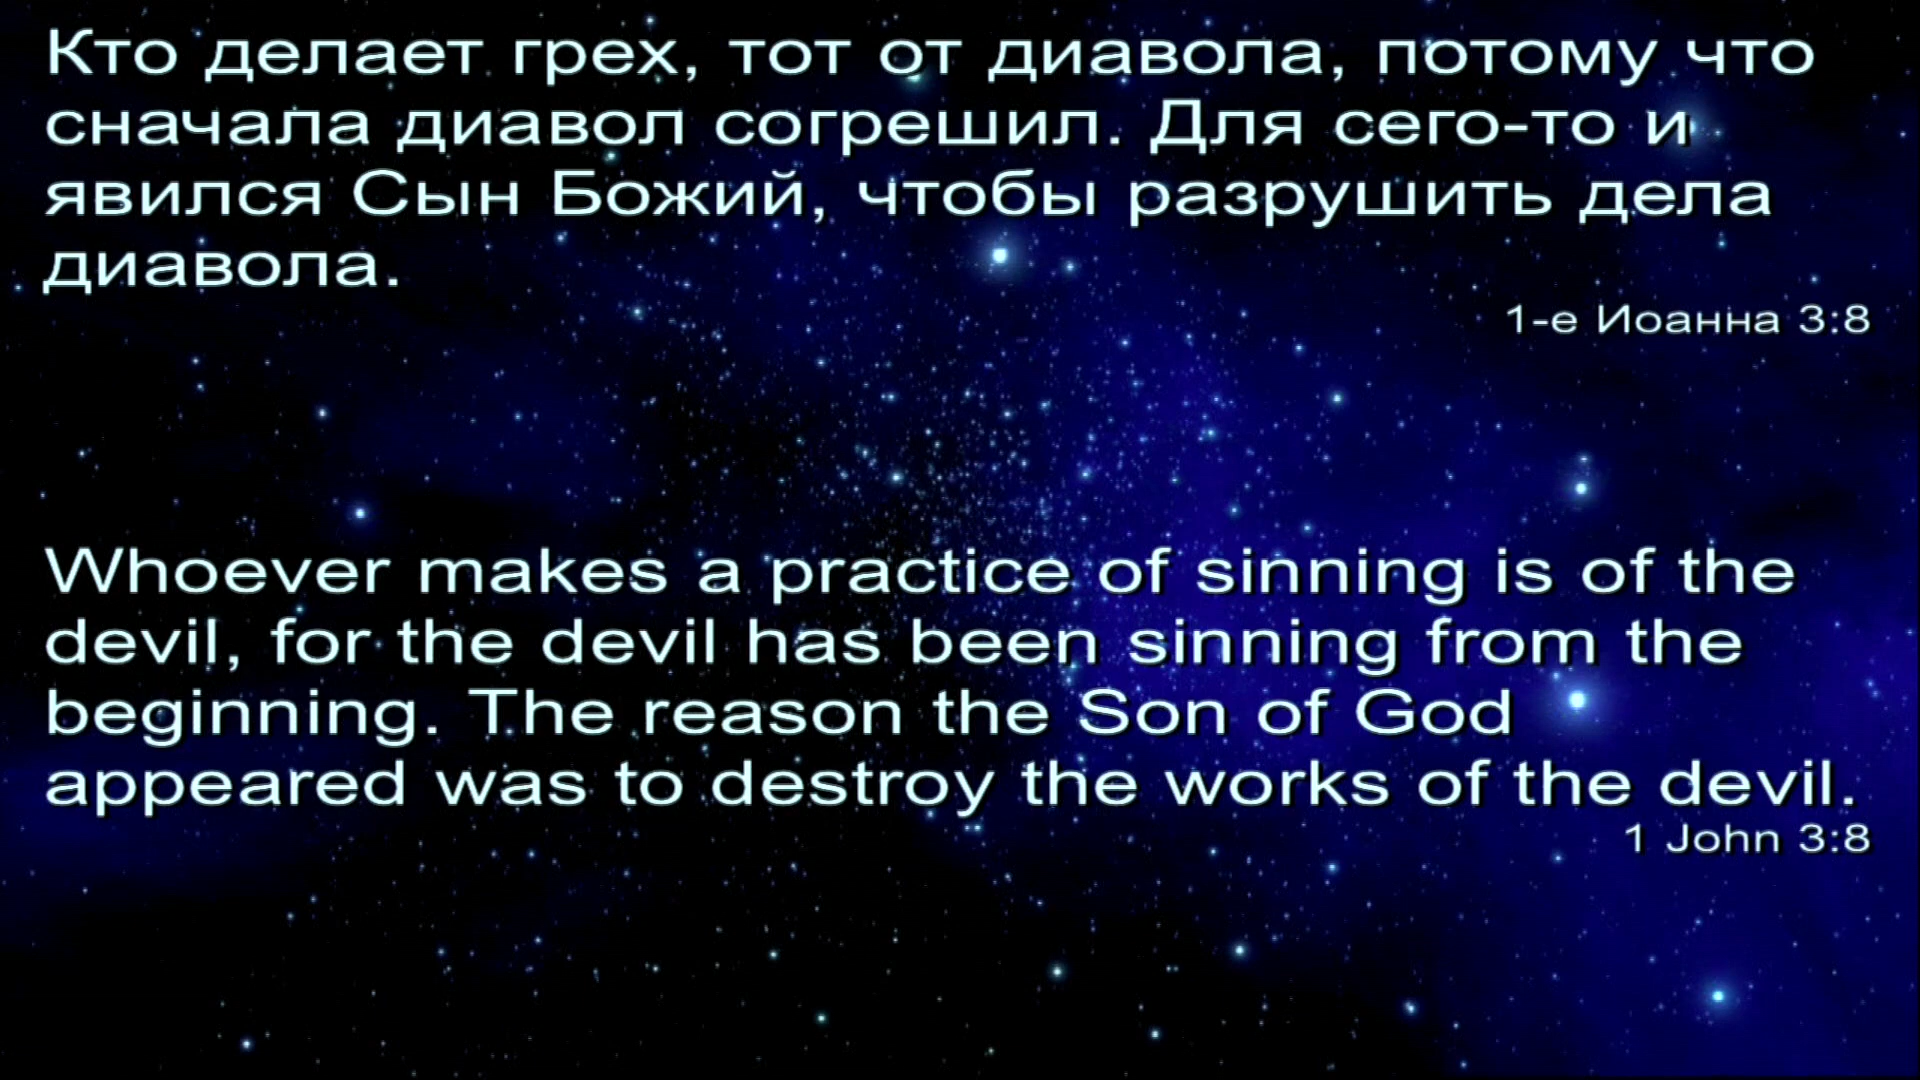 Кто делает грех, тот от диавола, потому что
сначала диавол согрешил. Для сего-то и
явился Сын Божий, чтобы разрушить дела
диавола.
1-е Иоанна 3:8
Whoever makes a practice of sinning is of the
devil, for the devil has been sinning from the
beginning. The reason the Son of God
appeared was to destroy the works of the devil.
1 John 3:8